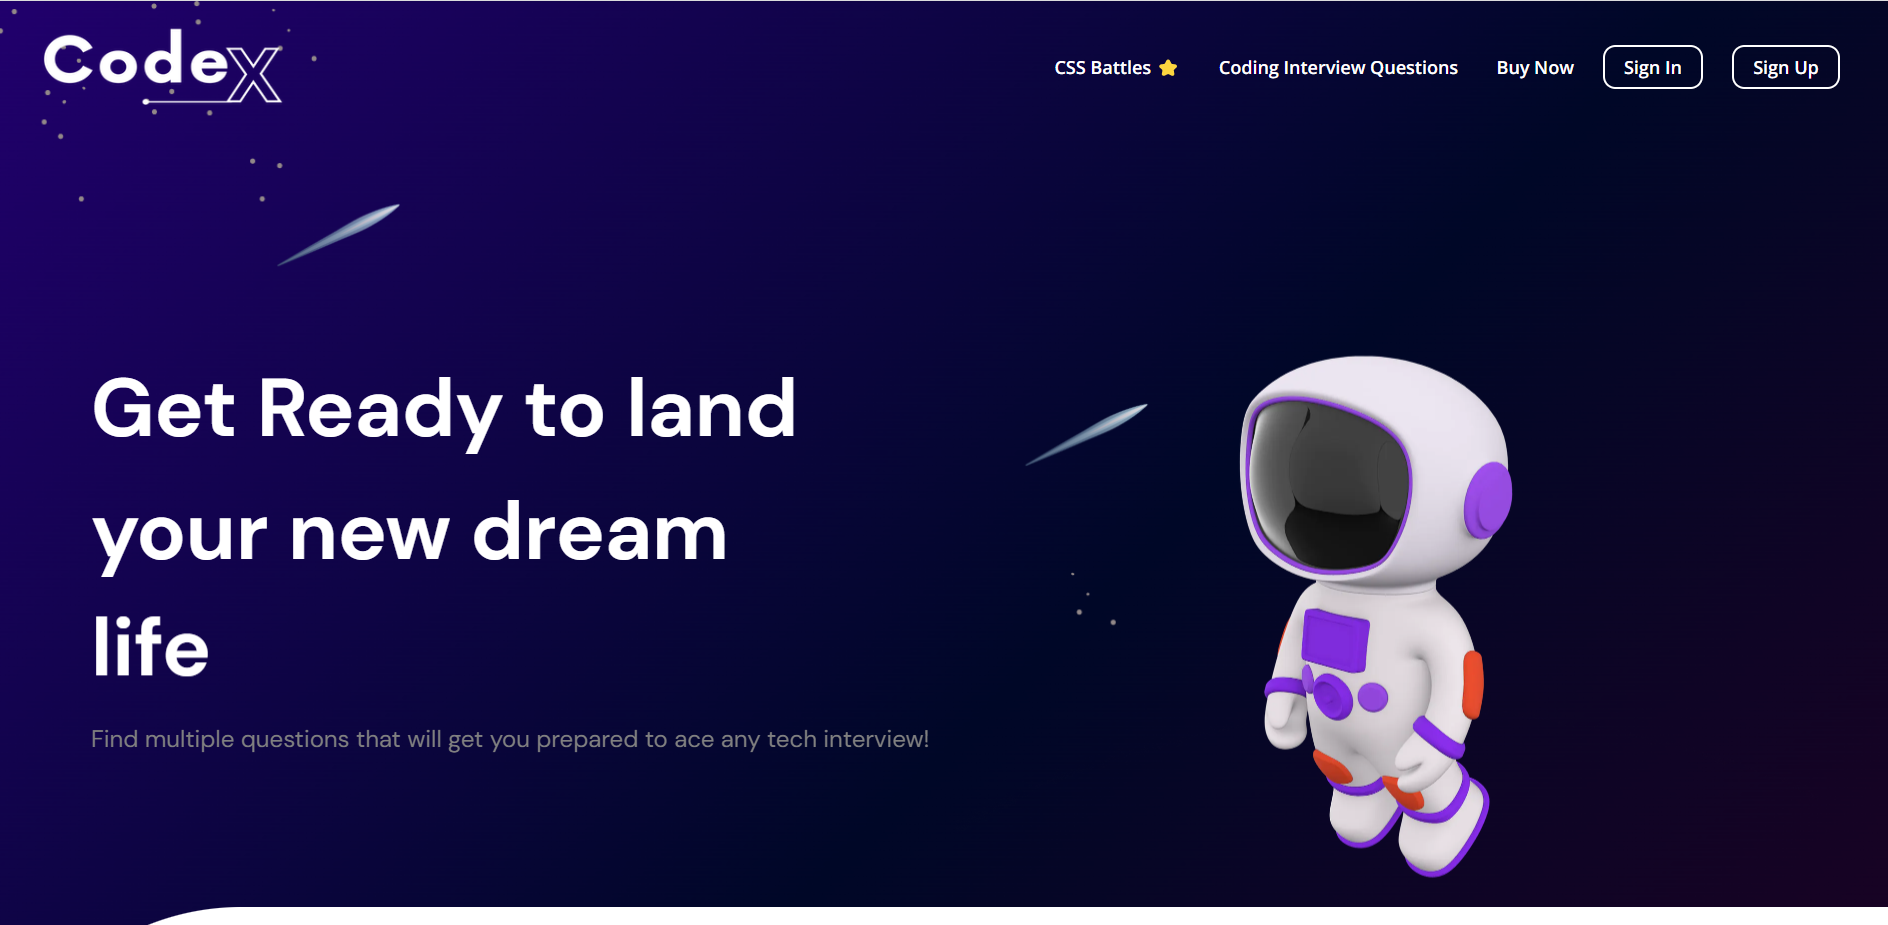 CodeX
CSS Battles
Coding Interview Questions
Buy Now
Sign In
Sign Up
Get Ready to land
your new dream
life
Find multiple questions that will get you prepared to ace any tech interview!